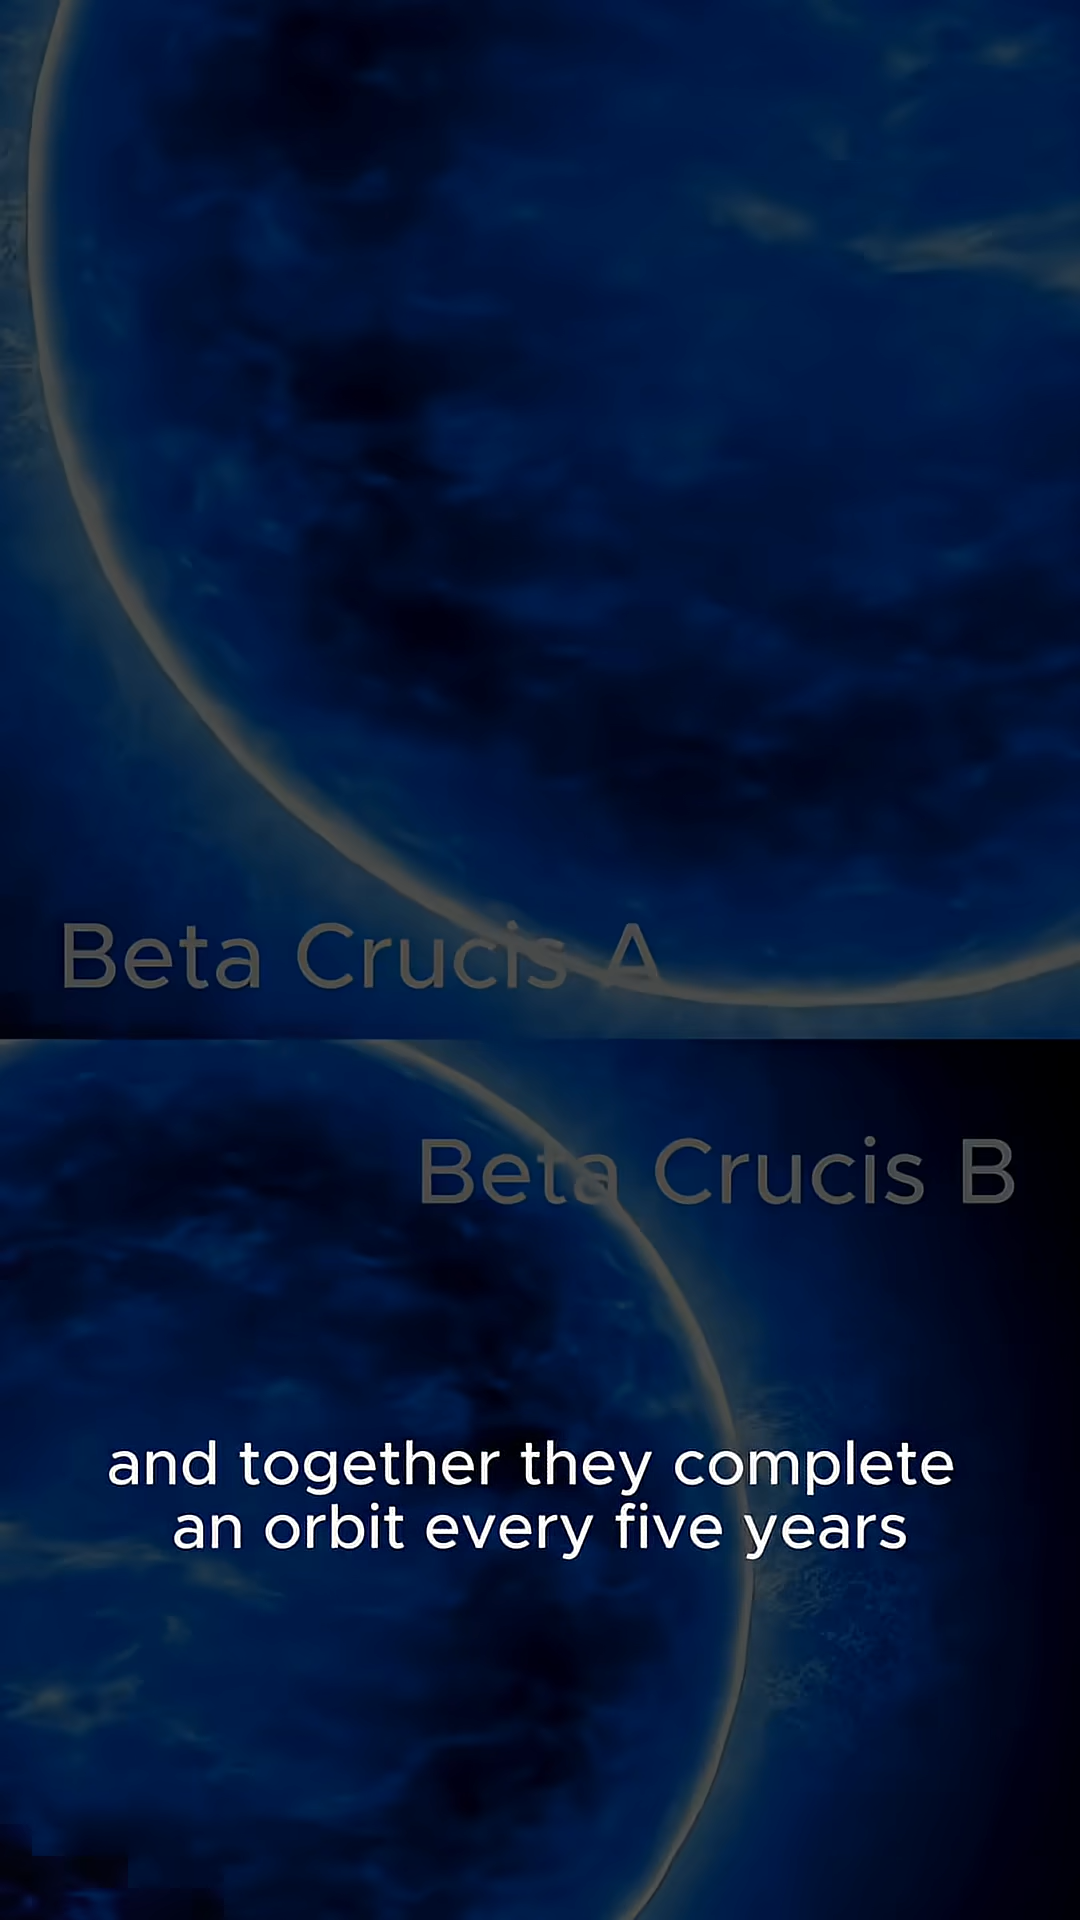 Beta Crucis A
Beta Crucis B
and together they complete
an orbit every five years